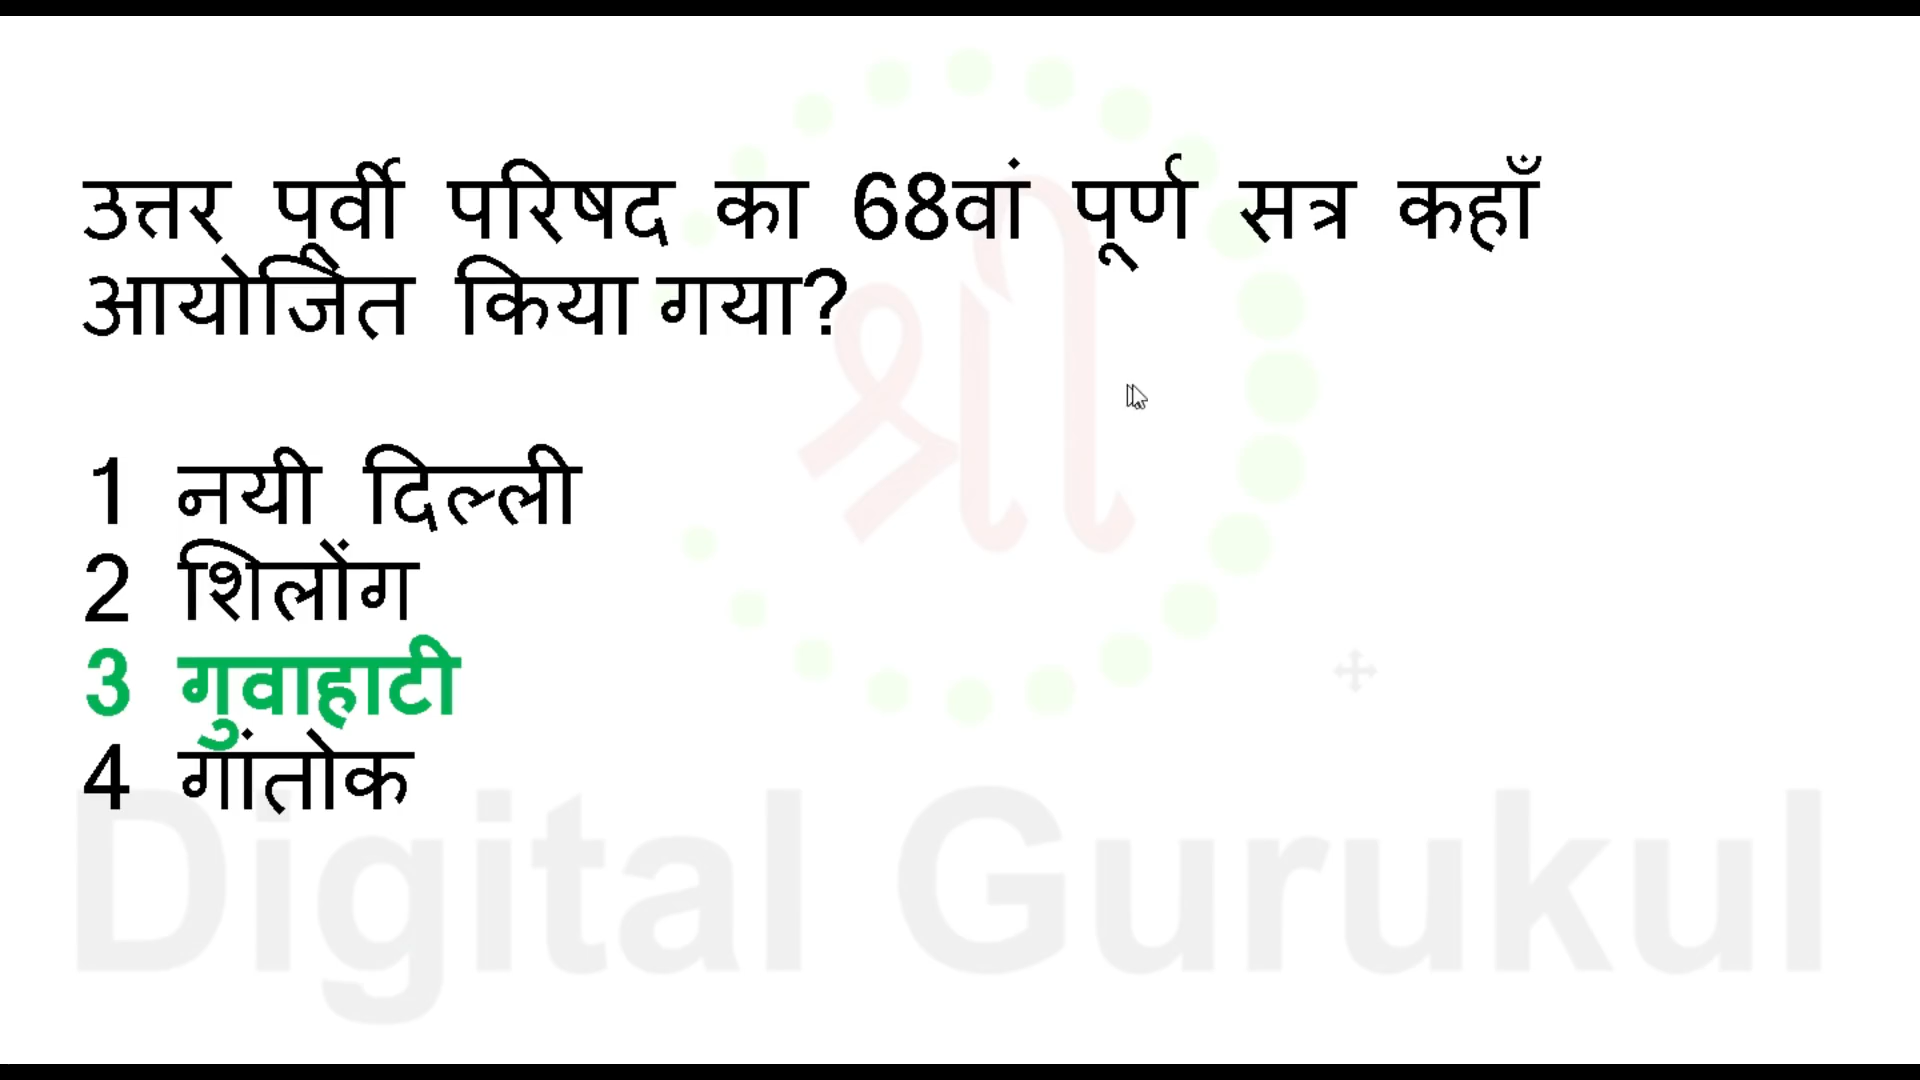 उत्तर पूर्वी परिषद का 68वां पूर्ण सत्र कहाँ
आयोजित किया गया?
1 नयी दिल्ली
2 शिलोंग
3 गुवाहाटी
4 गांतोक
श्री
Digital Gurukul